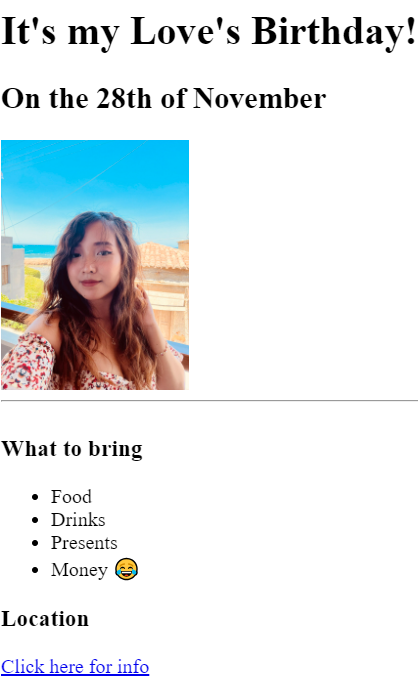 It's my Love's Birthday!
On the 28th of November
What to bring
Food
Drinks
Presents
Money 😂
Location
Click here for info